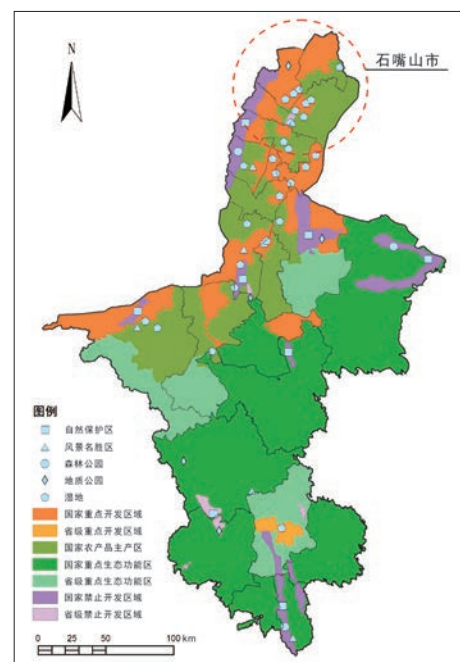 N
石嘴山市
图例
自然保护区
风景名胜区
森林公园
地质公园
湿地
国家重点开发区域
省级重点开发区域
国家农产品主产区
国家重点生态功能区
省级重点生态功能区
国家禁止开发区域
省级禁止开发区域
0 25 50 100 km